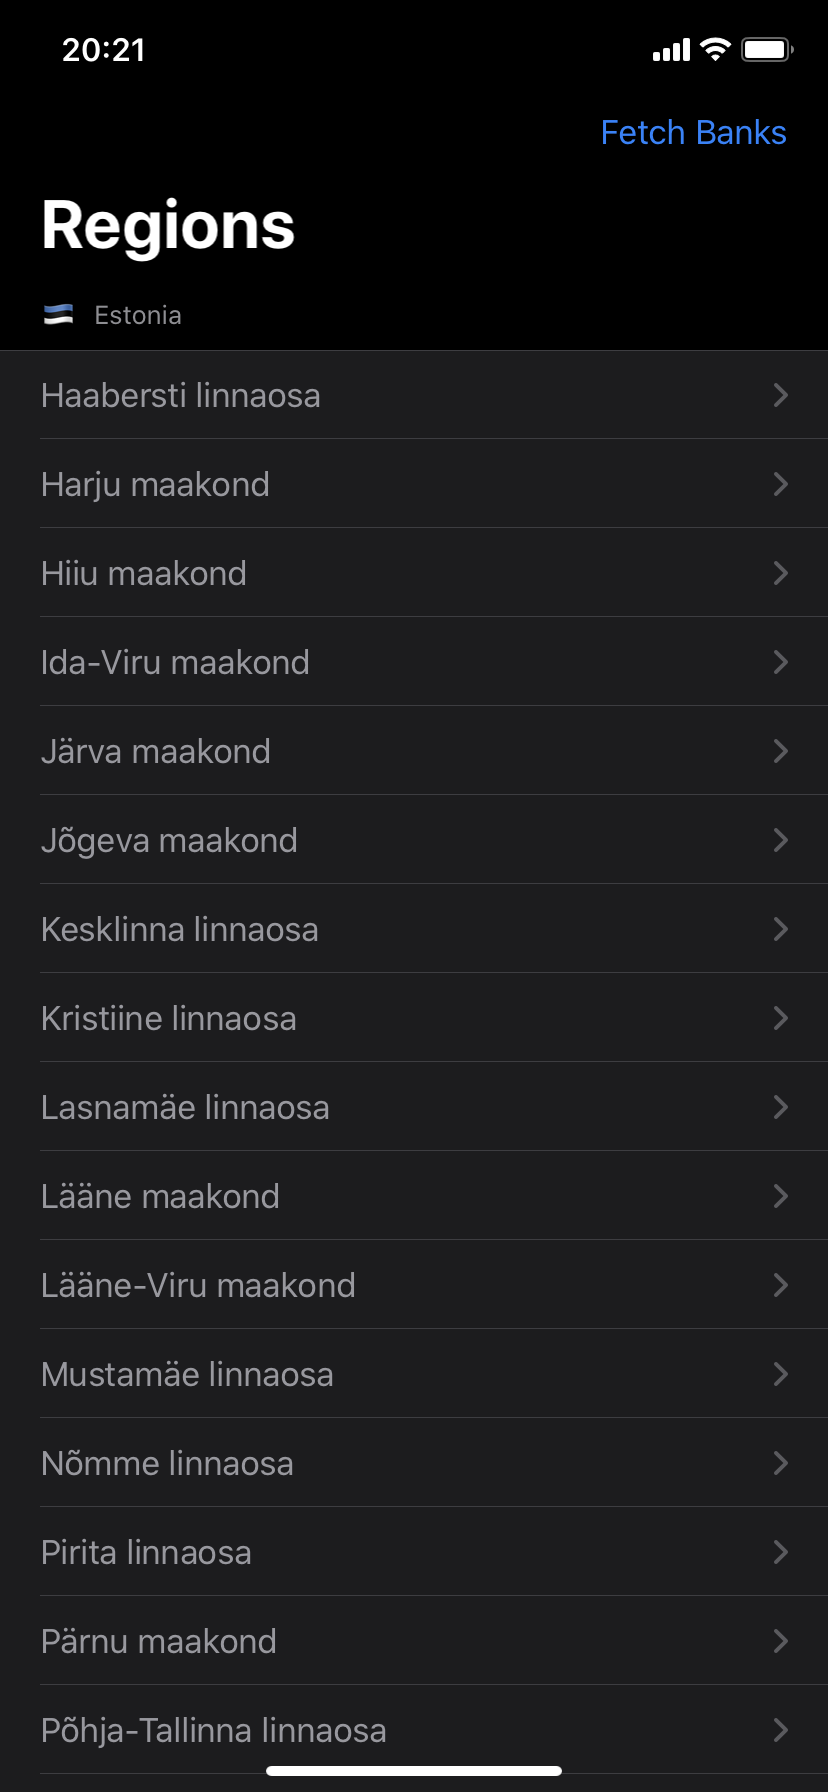 20:21
Fetch Banks
Regions
Estonia
Haabersti linnaosa
Harju maakond
Hiiu maakond
Ida-Viru maakond
Järva maakond
Jõgeva maakond
Kesklinna linnaosa
Kristiine linnaosa
Lasnamäe linnaosa
Lääne maakond
Lääne-Viru maakond
Mustamäe linnaosa
Nõmme linnaosa
Pirita linnaosa
Pärnu maakond
Põhja-Tallinna linnaosa